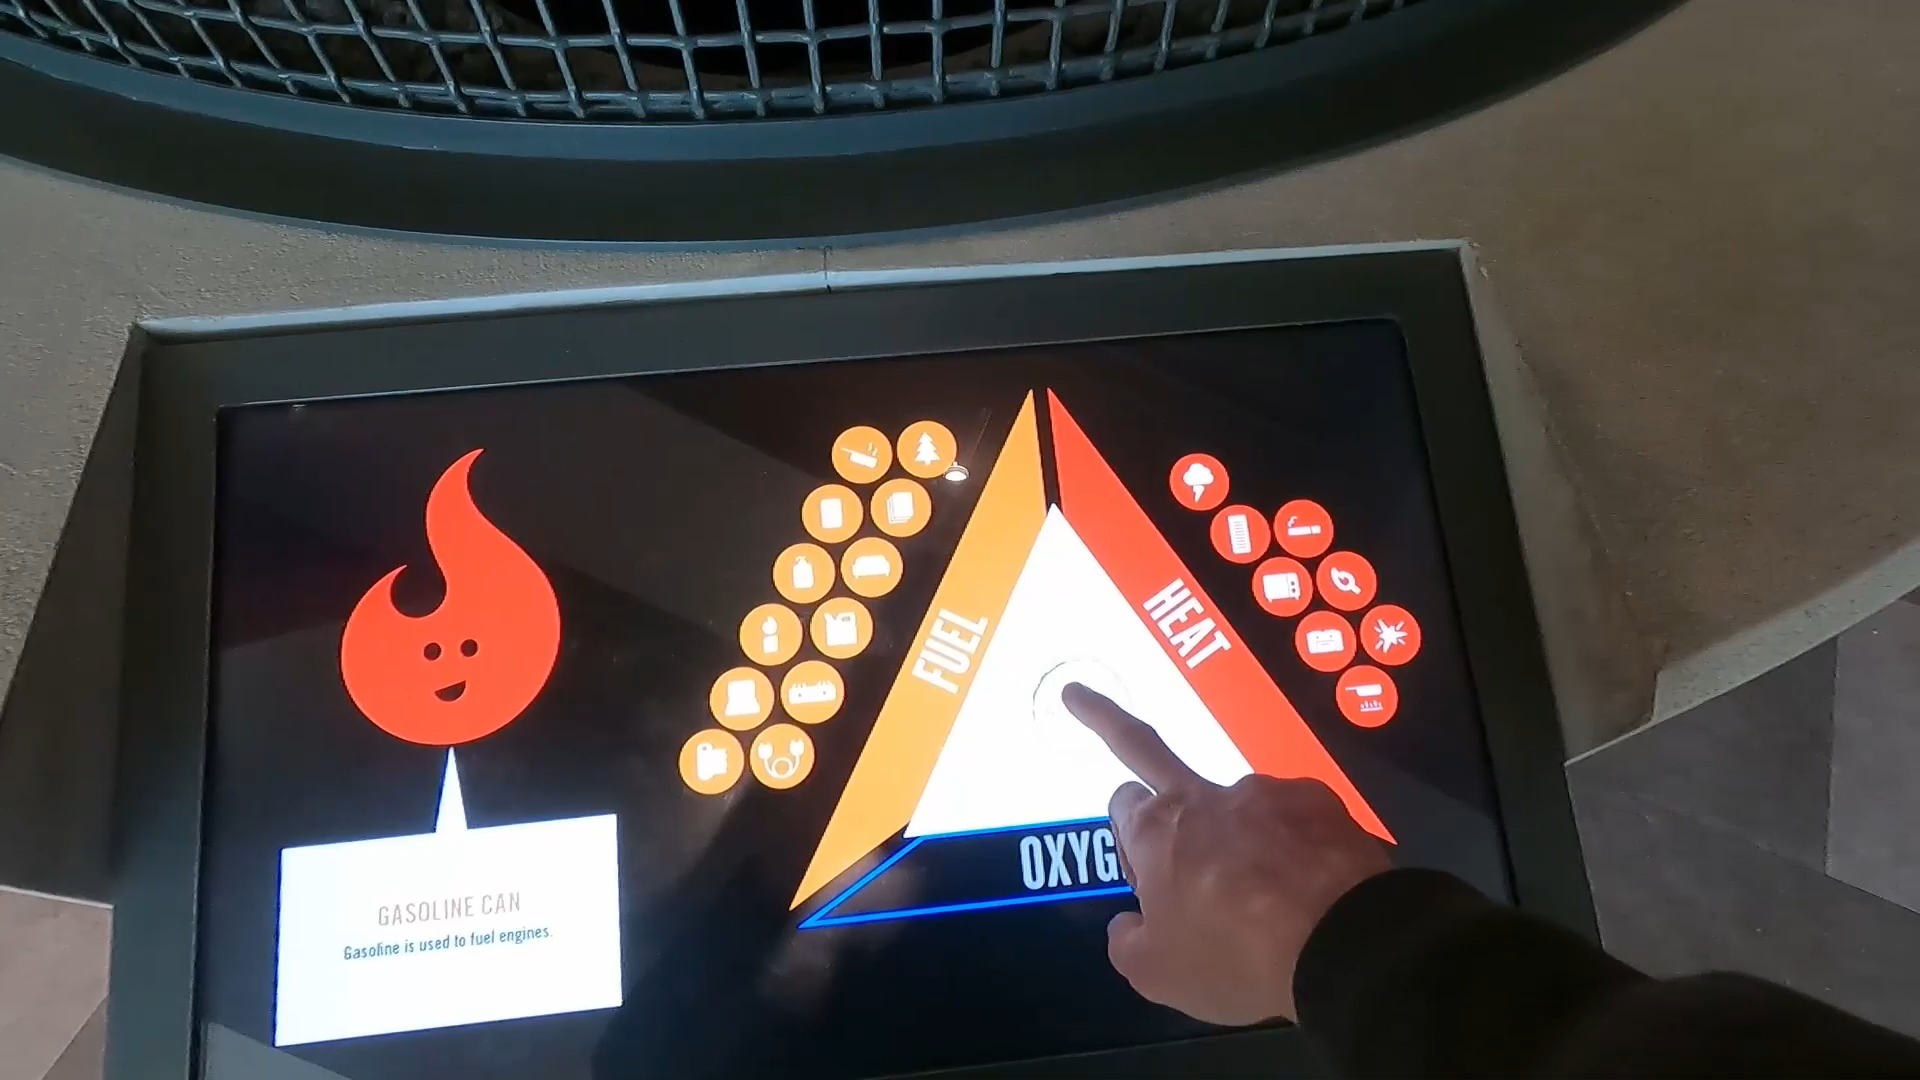 FUEL
HEAT
OXYG
GASOLINE CAN
Gasoline is used to fuel engines.